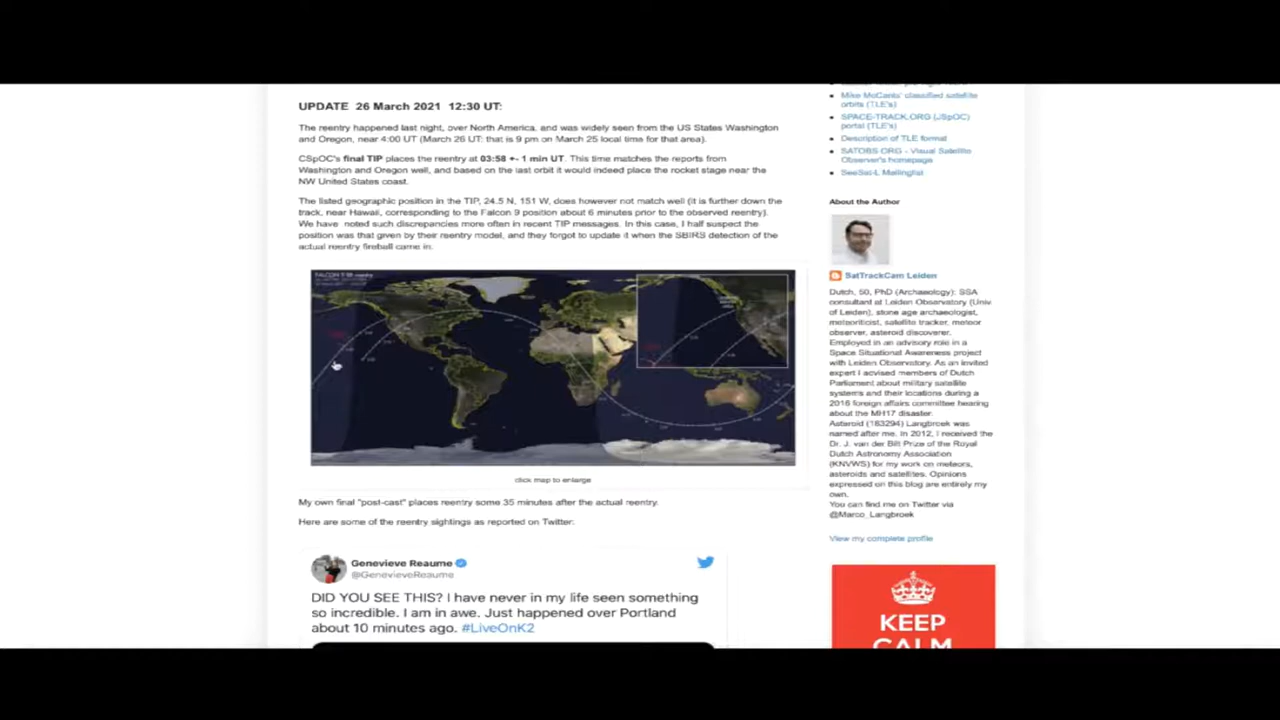 UPDATE 26 March 2021 12:30 UT:
The reentry happened last night, over North America, and was widely seen from the US States Washington
and Oregon, near 4:00 UT (March 26 UT: that is 9 pm on March 25 local time for that area).
CSpOC's final TIP places the reentry at 03:58 +- 1 min UT. This time matches the reports from
Washington and Oregon well, and based on the last orbit it would indeed place the rocket stage near the
NW United States coast.
The listed geographic position in the TIP, 24.5 N, 151 W, does however not match well (it is further down the
track, near Hawaii, corresponding to the Falcon 9 position about 6 minutes prior to the observed reentry).
We have noted such discrepancies more often in recent TIP messages. In this case, I half suspect the
position was that given by their reentry model, and they forgot to update it when the SBIRS detection of the
actual reentry fireball came in.
click map to enlarge
My own final "post-cast" places reentry some 35 minutes after the actual reentry.
Here are some of the reentry sightings as reported on Twitter:
Genevieve Reaume
@GenevieveReaume
DID YOU SEE THIS? I have never in my life seen something
so incredible. I am in awe. Just happened over Portland
about 10 minutes ago. #LiveOnK2
Mike McCants' classified satellite
orbits (TLE's)
SPACE-TRACK.ORG (JSpOC)
portal (TLE's)
Description of TLE format
SATOBS.ORG - Visual Satellite
Observer's homepage
SeeSat-L Mailinglist
About the Author
SatTrackCam Leiden
Dutch, 50, PhD (Archaeology); SSA
consultant at Leiden Observatory (Univ
of Leiden), stone age archaeologist,
meteoriticist, satellite tracker, meteor
observer, asteroid discoverer.
Employed in an advisory role in a
Space Situational Awareness project
with Leiden Observatory. As an invited
expert I advised members of Dutch
Parliament about military satellite
systems and their locations during a
2016 foreign affairs committee hearing
about the MH17 disaster.
Asteroid (183294) Langbroek was
named after me. In 2012, I received the
Dr. J. van der Bilt Prize of the Royal
Dutch Astronomy Association
(KNVWS) for my work on meteors,
asteroids and satellites. Opinions
expressed on this blog are entirely my
own.
You can find me on Twitter via
@Marco_Langbroek
View my complete profile
KEEP
CALM